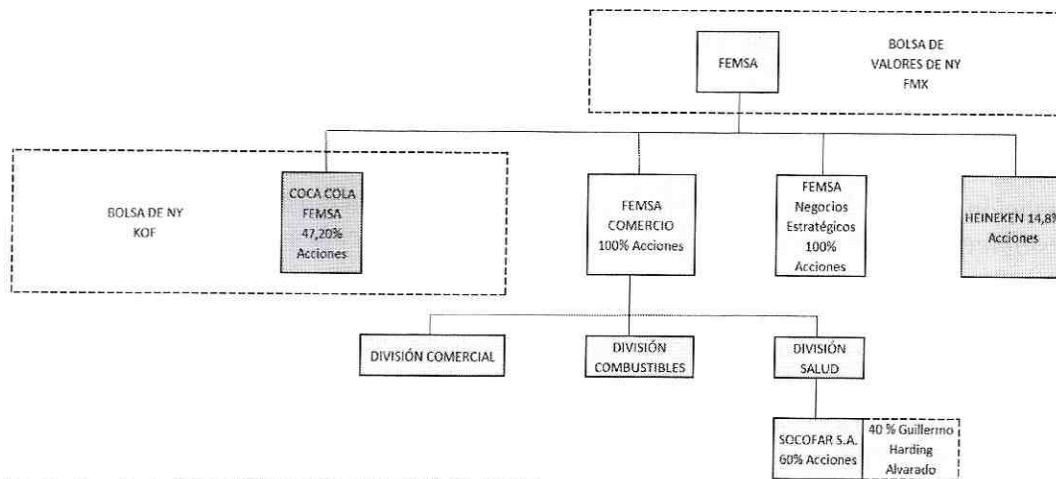 FEMSA
BOLSA DE
VALORES DE NY
FMX
BOLSA DE NY
KOF
COCA COLA
FEMSA
47,20%
Acciones
FEMSA
COMERCIO
100% Acciones
FEMSA
Negocios
Estratégicos
100%
Acciones
HEINEKEN 14,8%
Acciones
DIVISIÓN COMERCIAL
DIVISIÓN
COMBUSTIBLES
DIVISIÓN
SALUD
SOCOFAR S.A.
60% Acciones
40 % Guillermo
Harding
Alvarado